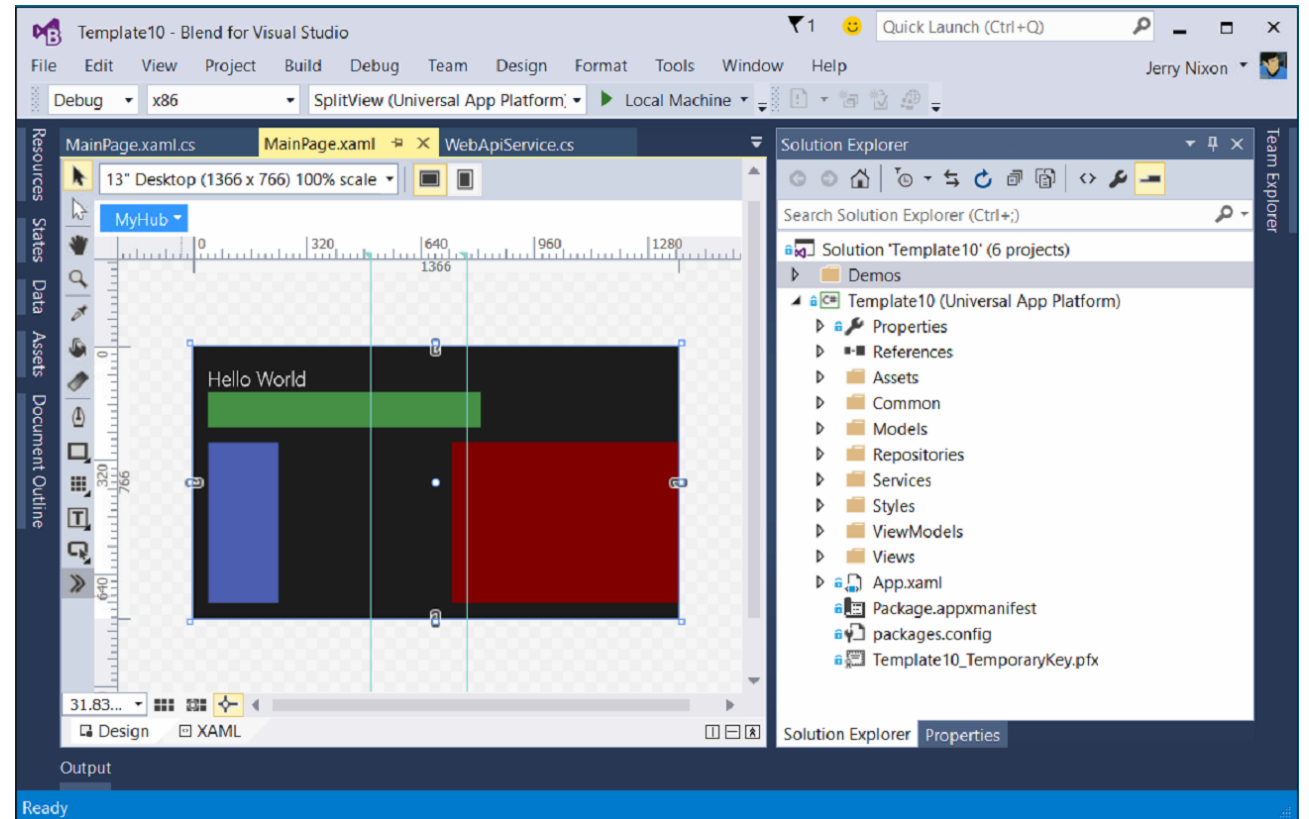 Template10 - Blend for Visual Studio
1
Quick Launch (Ctrl+Q)
File Edit View Project Build Debug Team Design Format Tools Window Help
Jerry Nixon
Debug x86 SplitView (Universal App Platform) Local Machine
Resources
States
Data
Assets
Document Outline
MainPage.xaml.cs MainPage.xaml WebApiService.cs
13" Desktop (1366 x 766) 100% scale
MyHub
0 320 640 960 1280
1366
0
320
766
640
Hello World
31.83...
Design XAML
Solution Explorer
Search Solution Explorer (Ctrl+;)
Solution 'Template10' (6 projects)
Demos
C# Template10 (Universal App Platform)
Properties
References
Assets
Common
Models
Repositories
Services
Styles
ViewModels
Views
App.xaml
Package.appxmanifest
packages.config
Template10_TemporaryKey.pfx
Solution Explorer Properties
Team Explorer
Output
Ready